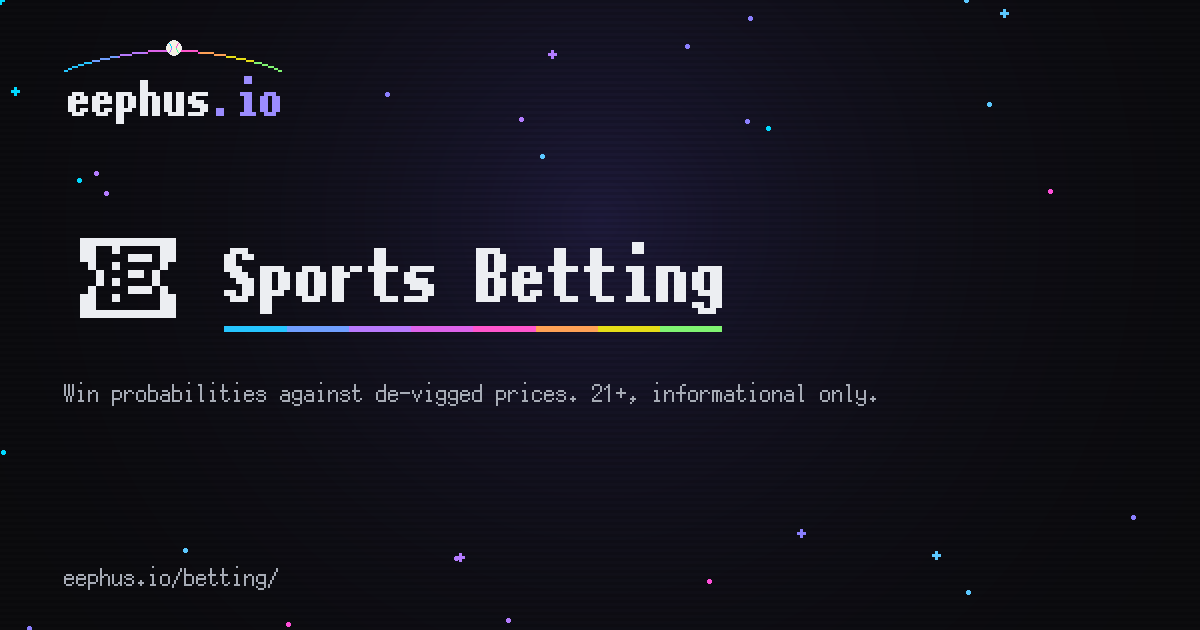 eephus.io
Sports Betting
Win probabilities against de-vigged prices. 21+, informational only.
eephus.io/betting/